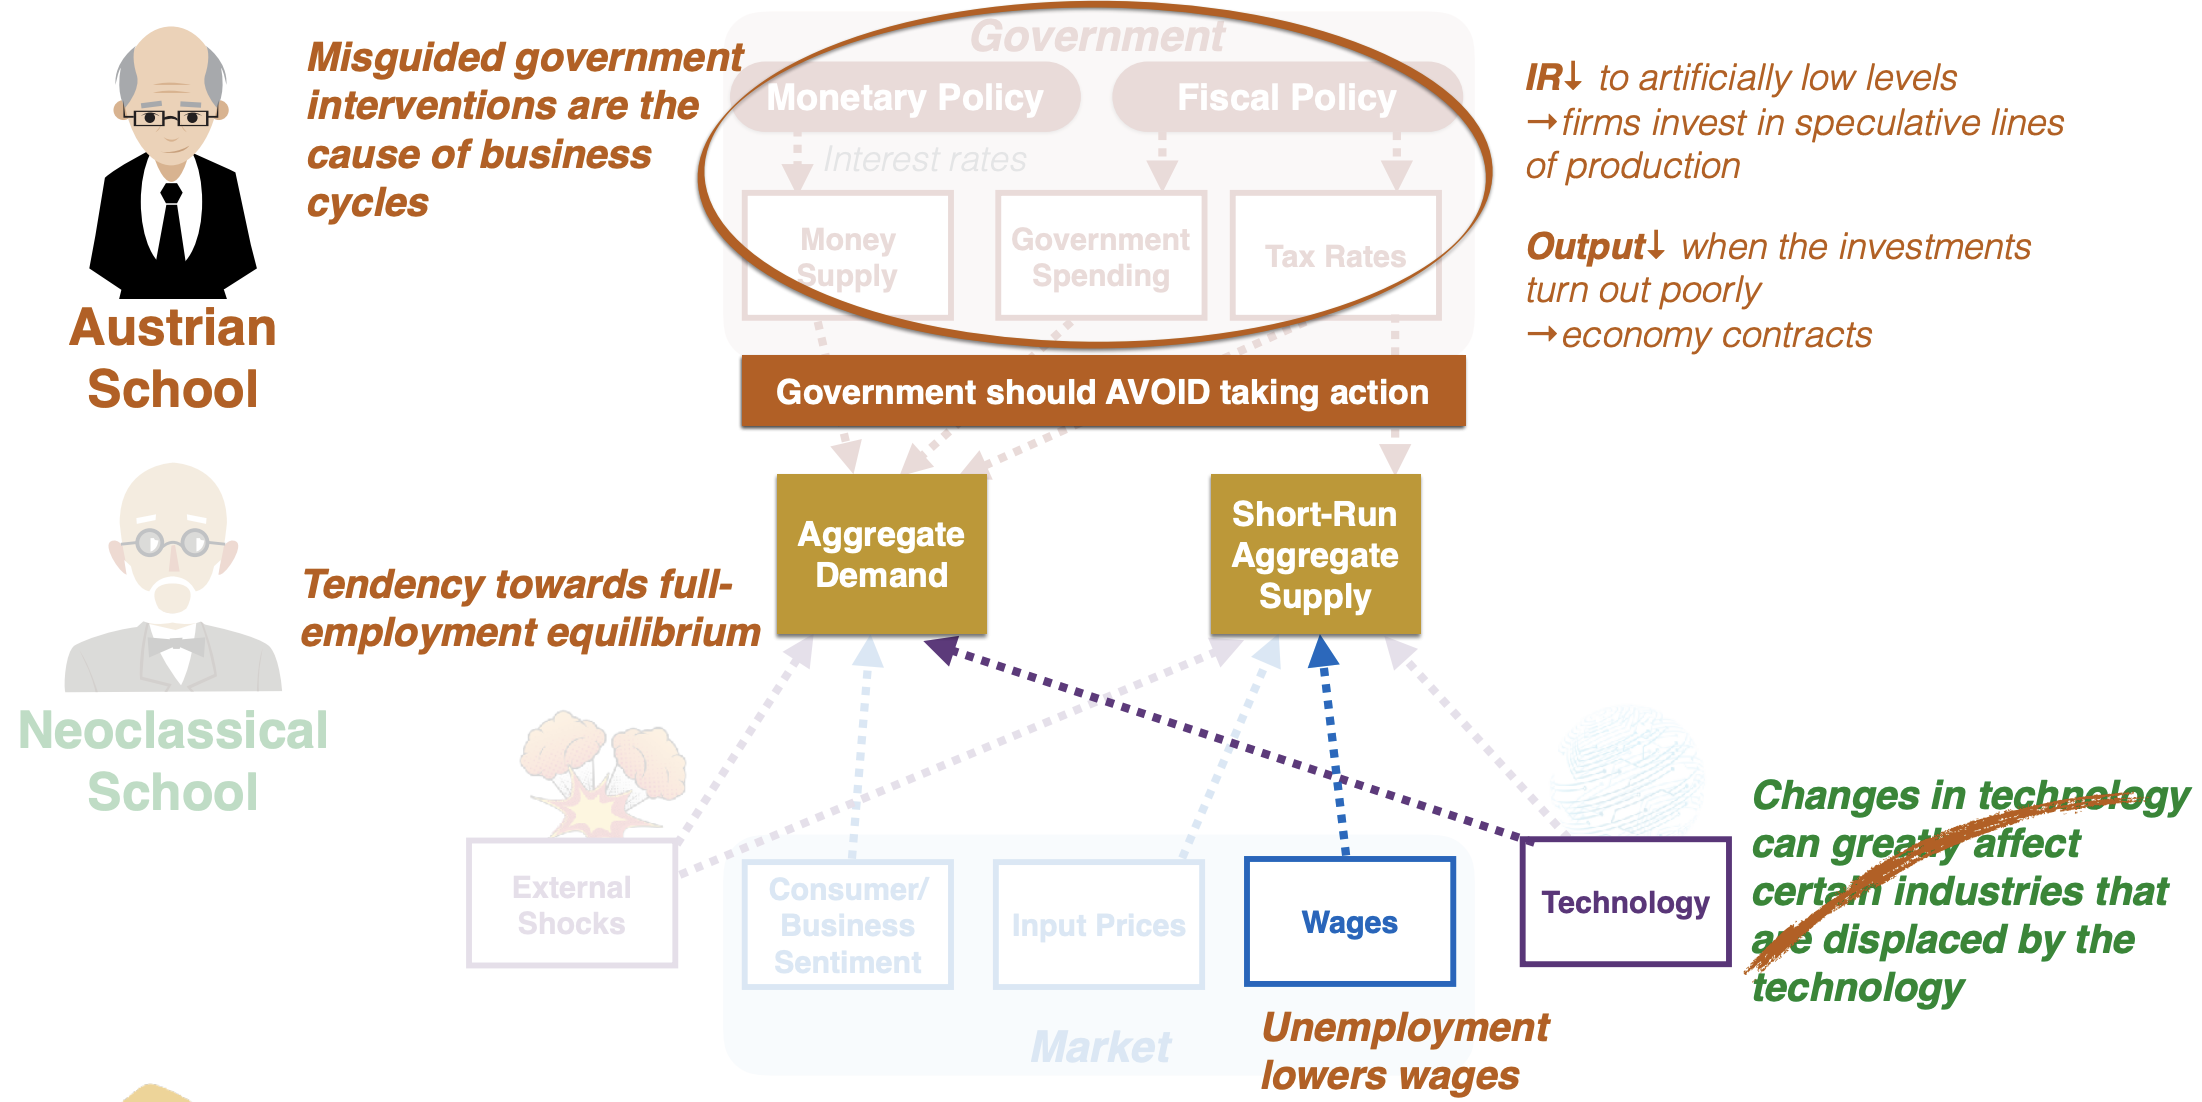 Misguided government
interventions are the
cause of business
cycles
Austrian
School
Government
Monetary Policy
Fiscal Policy
Interest rates
Money
Supply
Government
Spending
Tax Rates
IR↓ to artificially low levels
→firms invest in speculative lines
of production
Output↓ when the investments
turn out poorly
→economy contracts
Government should AVOID taking action
Aggregate
Demand
Short-Run
Aggregate
Supply
Tendency towards full-
employment equilibrium
Neoclassical
School
External
Shocks
Consumer/
Business
Sentiment
Input Prices
Wages
Technology
Changes in technology
can greatly affect
certain industries that
are displaced by the
technology
Market
Unemployment
lowers wages